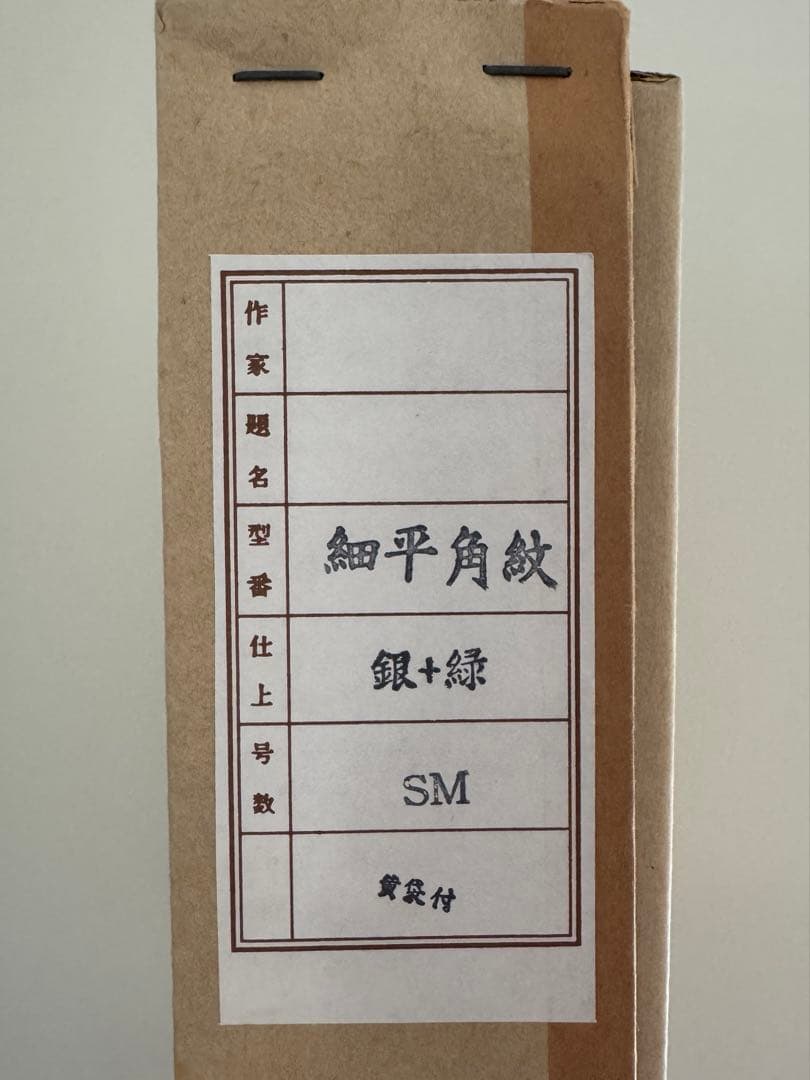 作家
題名
型番 細平角紋
仕上 銀+緑
号数 SM
黄袋付